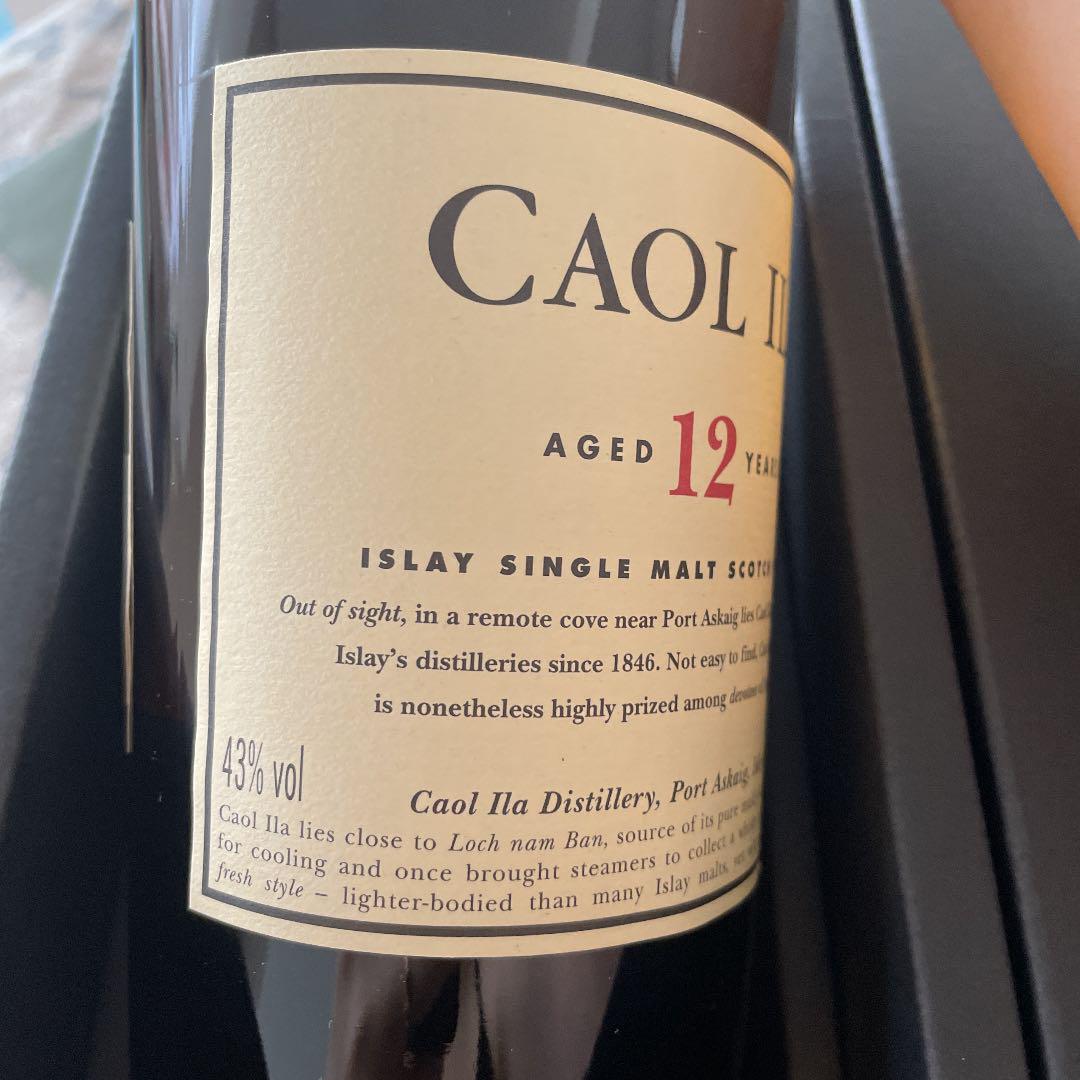 CAOL
AGED 12
ISLAY SINGLE MALT SCOTCH
Out of sight, in a remote cove near Port Askaig lies
Islay's distilleries since 1846. Not easy to find,
is nonetheless highly prized among
43% vol
Caol Ila Distillery, Port Askaig,
Caol Ila lies close to Loch nam Ban, source of its pure
for cooling and once brought steamers to collect a
fresh style – lighter-bodied than many Islay malts,